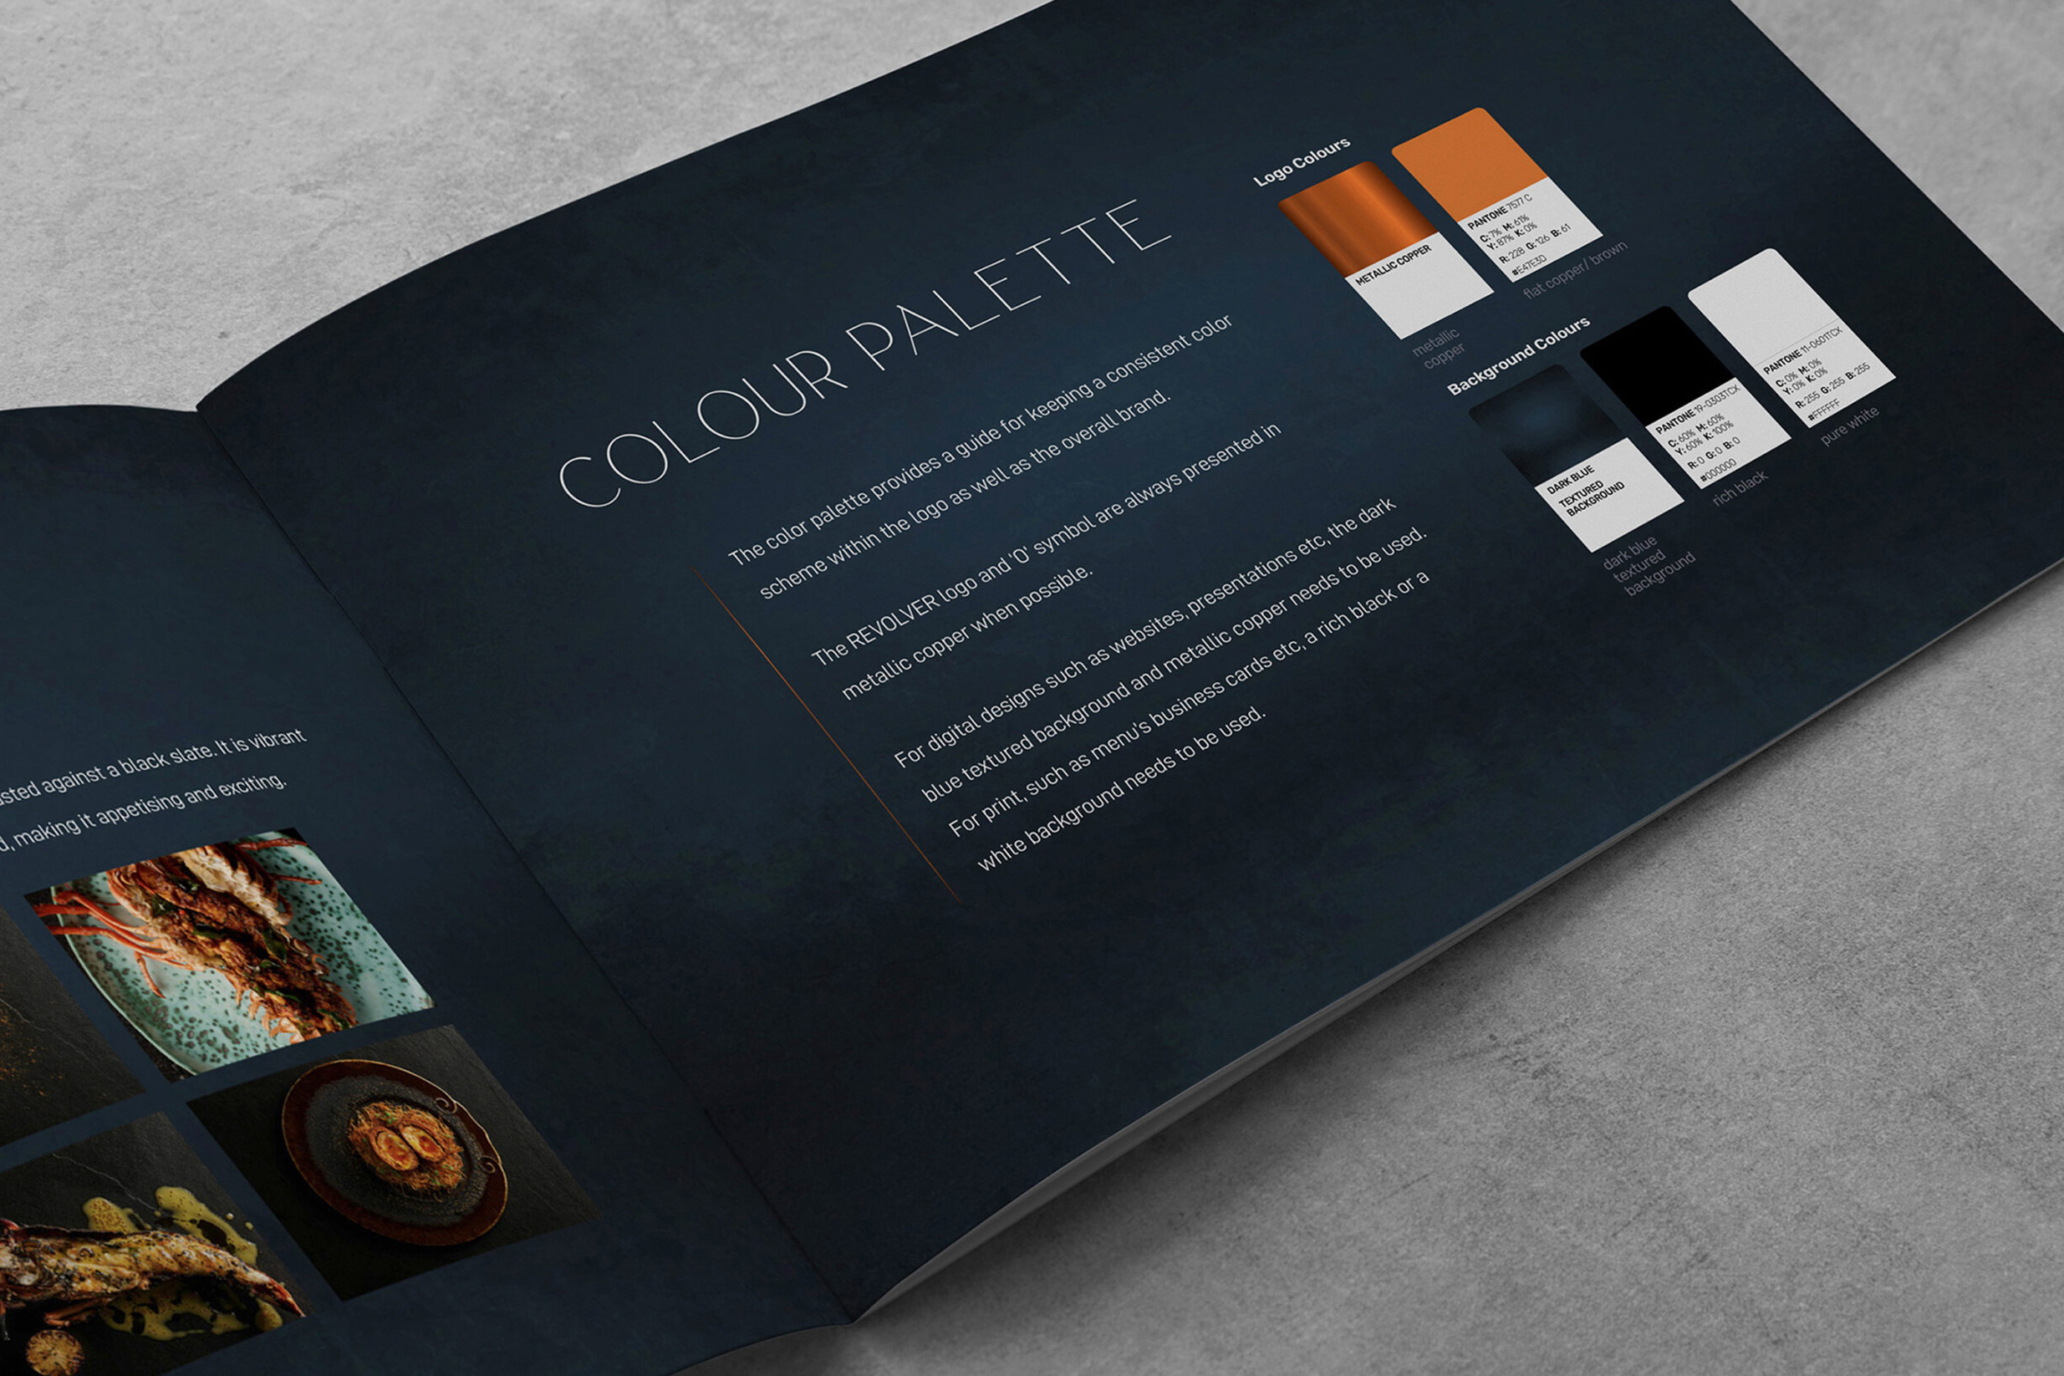 sted against a black slate. It is vibrant
, making it appetising and exciting.
COLOUR PALETTE
The color palette provides a guide for keeping a consistent color
scheme within the logo as well as the overall brand.
The REVOLVER logo and 'O' symbol are always presented in
metallic copper when possible.
For digital designs such as websites, presentations etc, the dark
blue textured background and metallic copper needs to be used.
For print, such as menu's business cards etc, a rich black or a
white background needs to be used.
Logo Colours
METALLIC COPPER
metallic
copper
PANTONE 7577 C
C: 7% M: 61%
Y: 87% K: 0%
R: 228 G: 126 B: 61
#E47E3D
flat copper/ brown
Background Colours
DARK BLUE
TEXTURED
BACKGROUND
dark blue
textured
background
PANTONE 19-0303TCX
C: 60% M: 60%
Y: 60% K: 100%
R: 0 G: 0 B: 0
#000000
rich black
PANTONE 11-0601TCX
C: 0% M: 0%
Y: 0% K: 0%
R: 255 G: 255 B: 255
#FFFFFF
pure white